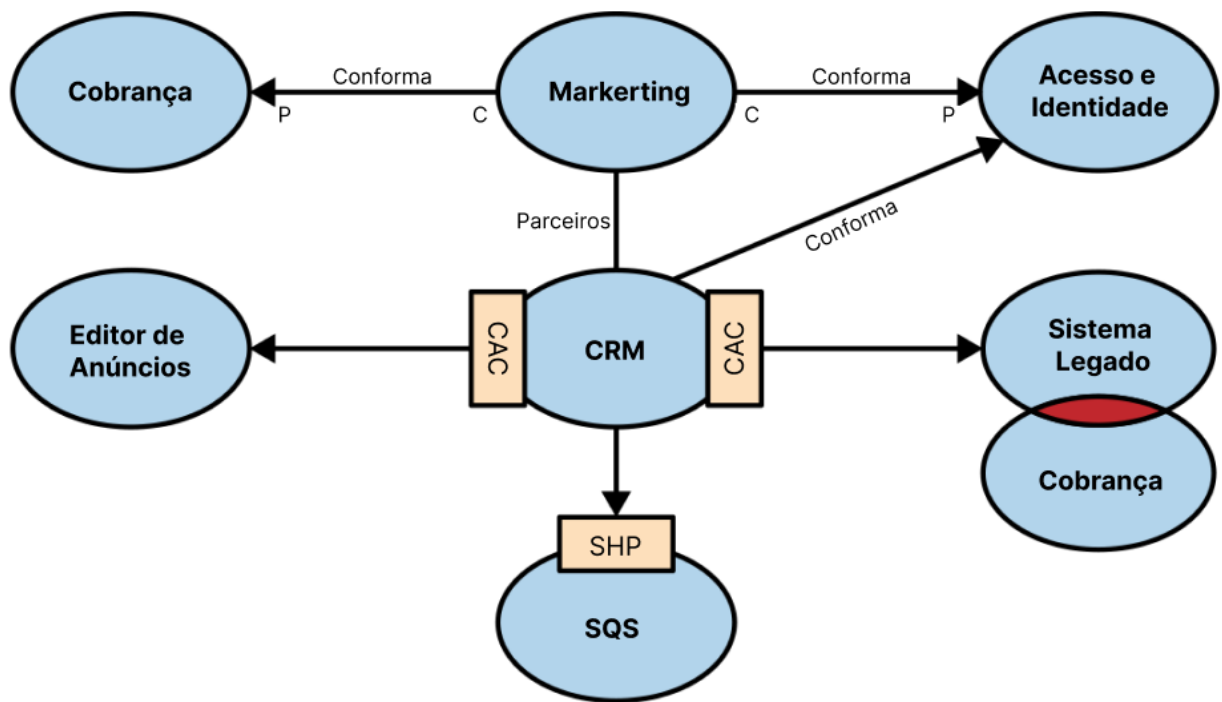 Cobrança
Conforma
P
C
Markerting
Conforma
C
P
Acesso e
Identidade
Parceiros
Conforma
Editor de
Anúncios
CAC
CRM
CAC
Sistema
Legado
Cobrança
SHP
SQS